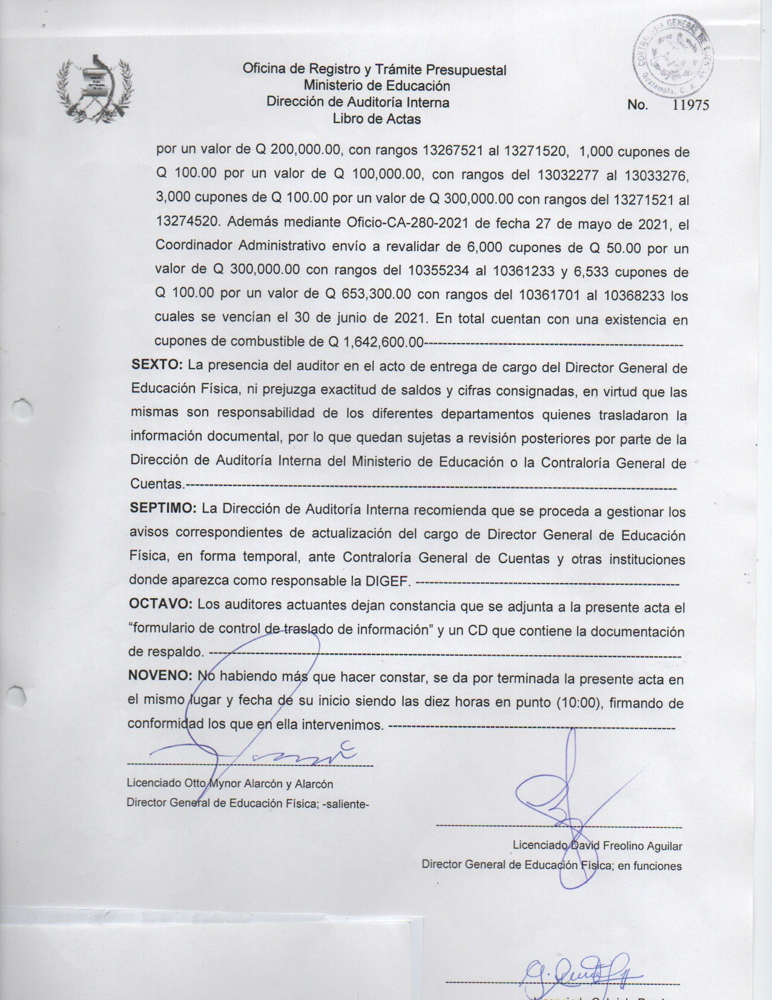 CONTRALORIA GENERAL DE CUENTAS
Guatemala, C. A.
Oficina de Registro y Trámite Presupuestal
Ministerio de Educación
Dirección de Auditoría Interna
Libro de Actas
No. 11975
por un valor de Q 200,000.00, con rangos 13267521 al 13271520, 1,000 cupones de
Q 100.00 por un valor de Q 100,000.00, con rangos del 13032277 al 13033276,
3,000 cupones de Q 100.00 por un valor de Q 300,000.00 con rangos del 13271521 al
13274520. Además mediante Oficio-CA-280-2021 de fecha 27 de mayo de 2021, el
Coordinador Administrativo envío a revalidar de 6,000 cupones de Q 50.00 por un
valor de Q 300,000.00 con rangos del 10355234 al 10361233 y 6,533 cupones de
Q 100.00 por un valor de Q 653,300.00 con rangos del 10361701 al 10368233 los
cuales se vencían el 30 de junio de 2021. En total cuentan con una existencia en
cupones de combustible de Q 1,642,600.00--------------------------------------------------------
SEXTO: La presencia del auditor en el acto de entrega de cargo del Director General de
Educación Física, ni prejuzga exactitud de saldos y cifras consignadas, en virtud que las
mismas son responsabilidad de los diferentes departamentos quienes trasladaron la
información documental, por lo que quedan sujetas a revisión posteriores por parte de la
Dirección de Auditoría Interna del Ministerio de Educación o la Contraloría General de
Cuentas.----------------------------------------------------------------------------------------------------------
SEPTIMO: La Dirección de Auditoría Interna recomienda que se proceda a gestionar los
avisos correspondientes de actualización del cargo de Director General de Educación
Física, en forma temporal, ante Contraloría General de Cuentas y otras instituciones
donde aparezca como responsable la DIGEF. ---------------------------------------------------------
OCTAVO: Los auditores actuantes dejan constancia que se adjunta a la presente acta el
“formulario de control de traslado de información” y un CD que contiene la documentación
de respaldo. ------------------------------------------------------------------------------------------------------
NOVENO: No habiendo más que hacer constar, se da por terminada la presente acta en
el mismo lugar y fecha de su inicio siendo las diez horas en punto (10:00), firmando de
conformidad los que en ella intervenimos. --------------------------------------------------------------
Licenciado Otto Mynor Alarcón y Alarcón
Director General de Educación Física; -saliente-
Licenciado David Freolino Aguilar
Director General de Educación Física; en funciones